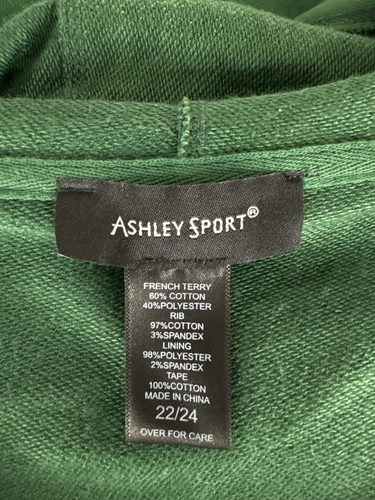 ASHLEY SPORT®
FRENCH TERRY
60% COTTON
40%POLYESTER
RIB
97%COTTON
3%SPANDEX
LINING
98%POLYESTER
2%SPANDEX
TAPE
100%COTTON
MADE IN CHINA
22/24
OVER FOR CARE